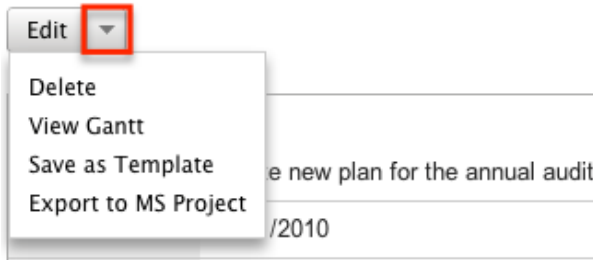 Edit
Delete
View Gantt
Save as Template
new plan for the annual audit
Export to MS Project
/2010